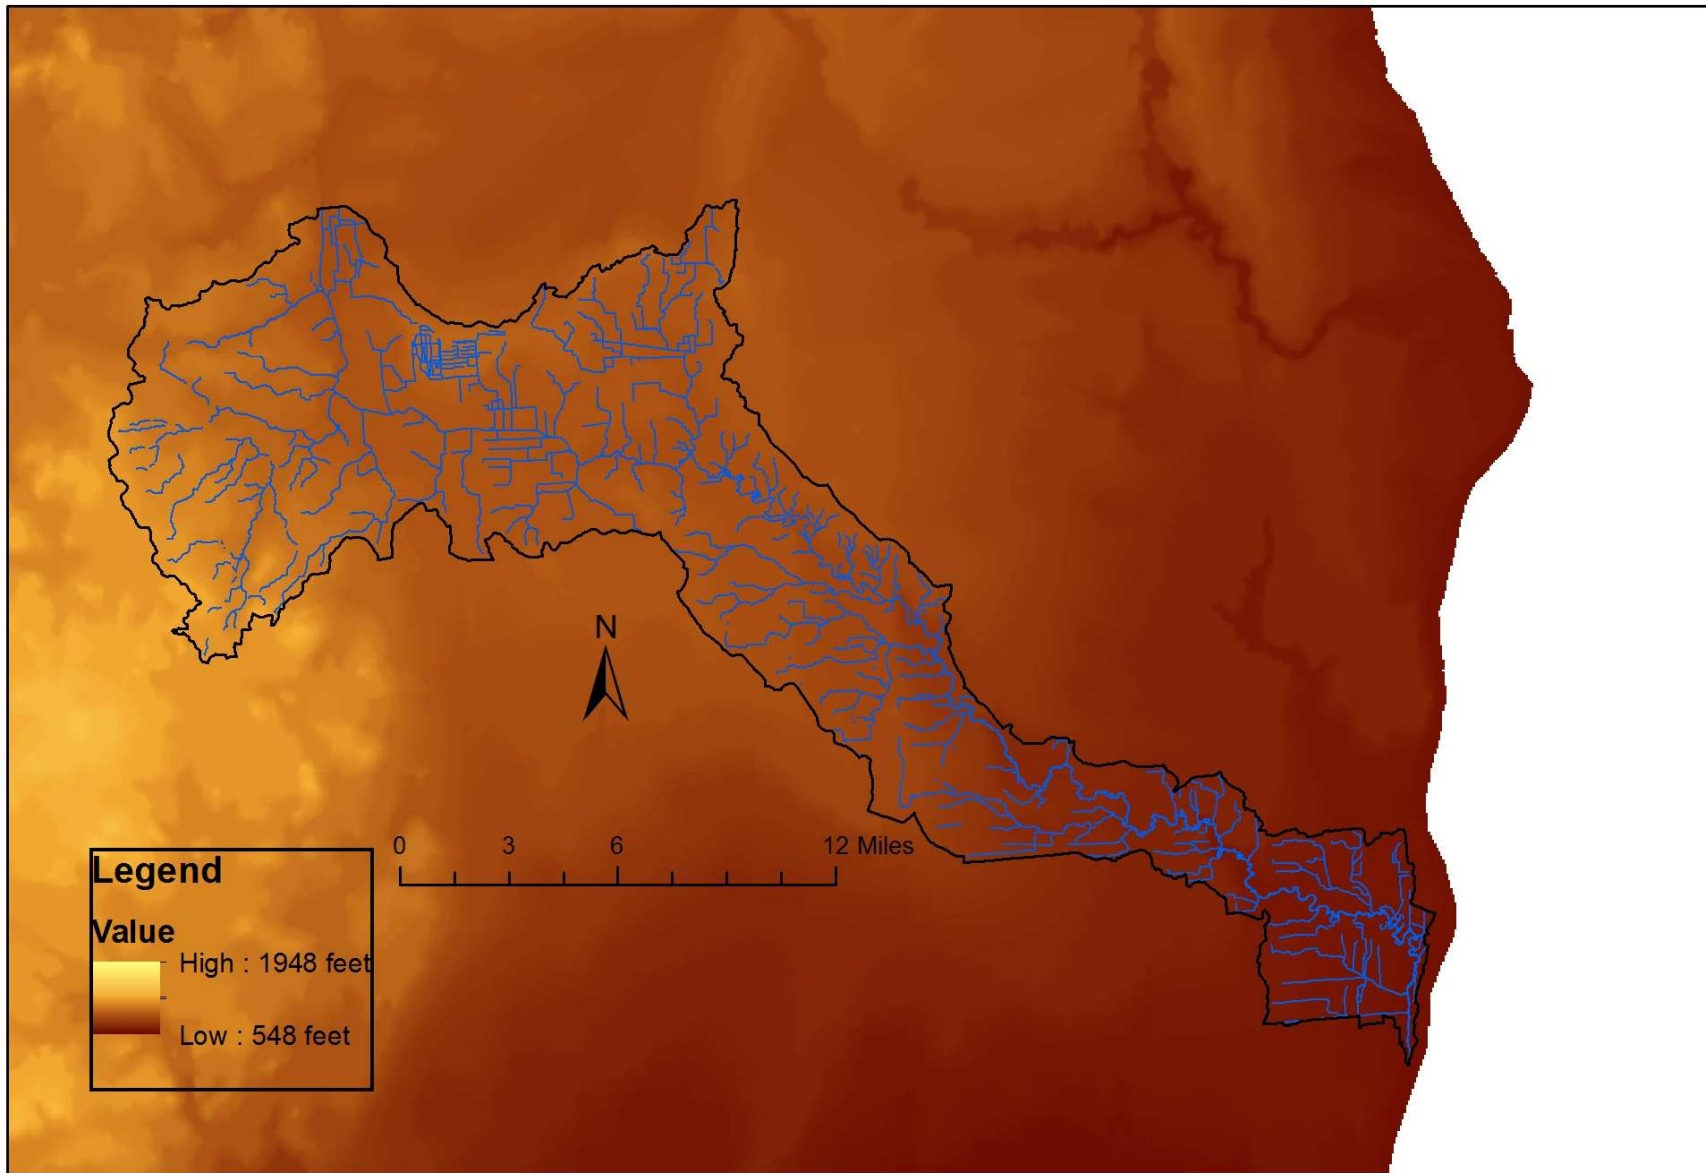 N
0 3 6 12 Miles
Legend
Value
High : 1948 feet
Low : 548 feet